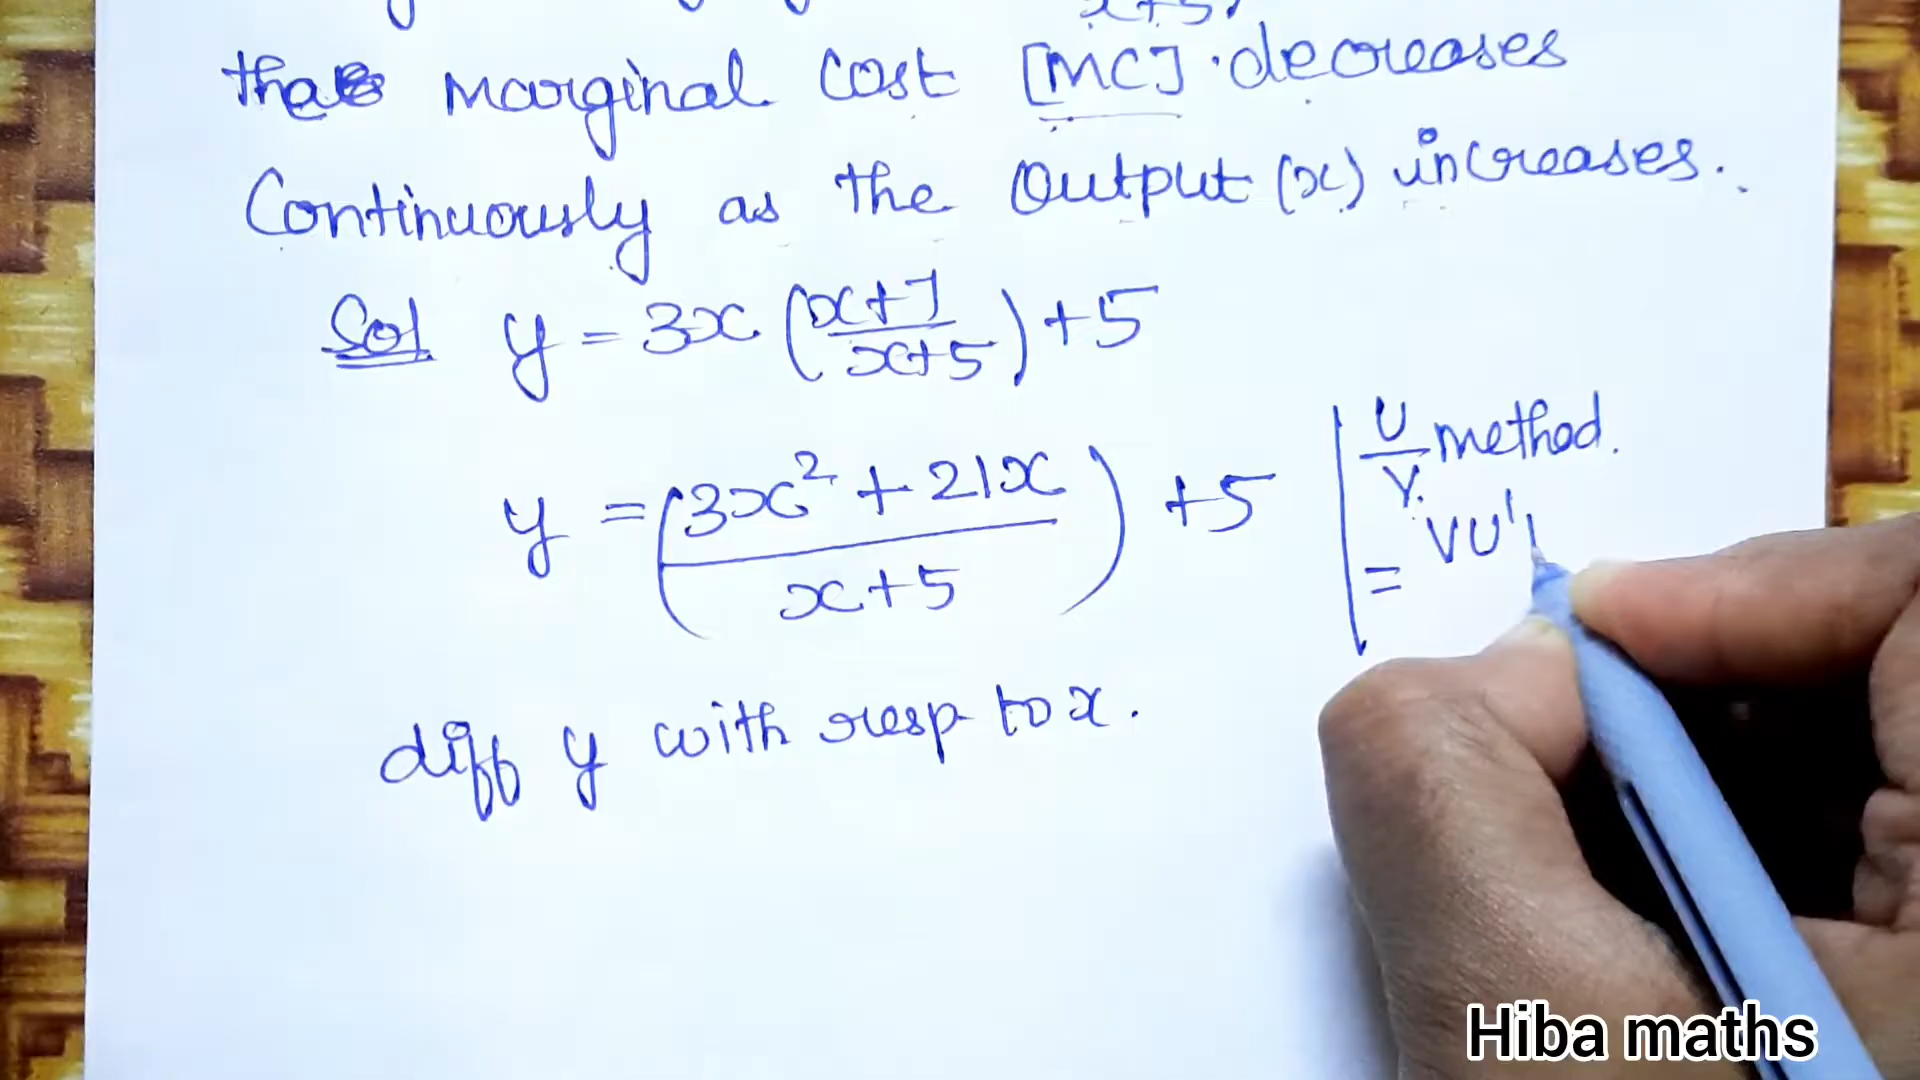 x+5
marginal cost [MC] decreases
Continuously as the Output (x) increases.
Sol y = 3x (x+7/x+5) +5
y = (3x² + 21x/x+5) +5
U/V method.
= VU'
diff y with resp to x.
Hiba maths